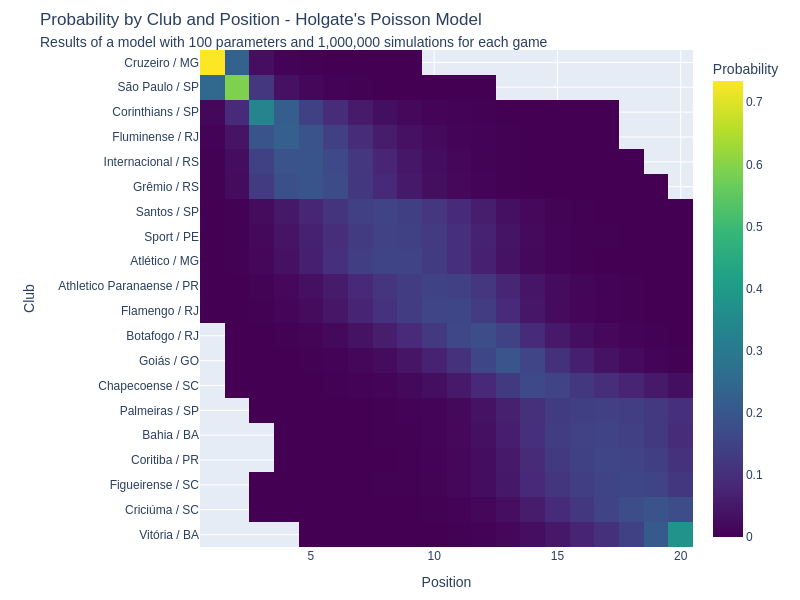 Probability by Club and Position - Holgate's Poisson Model
Results of a model with 100 parameters and 1,000,000 simulations for each game
Probability
Cruzeiro / MG
São Paulo / SP
Corinthians / SP
Fluminense / RJ
Internacional / RS
Grêmio / RS
Santos / SP
Sport / PE
Atlético / MG
Athletico Paranaense / PR
Flamengo / RJ
Botafogo / RJ
Goiás / GO
Chapecoense / SC
Palmeiras / SP
Bahia / BA
Coritiba / PR
Figueirense / SC
Criciúma / SC
Vitória / BA
Club
5
10
15
20
Position
0.7
0.6
0.5
0.4
0.3
0.2
0.1
0